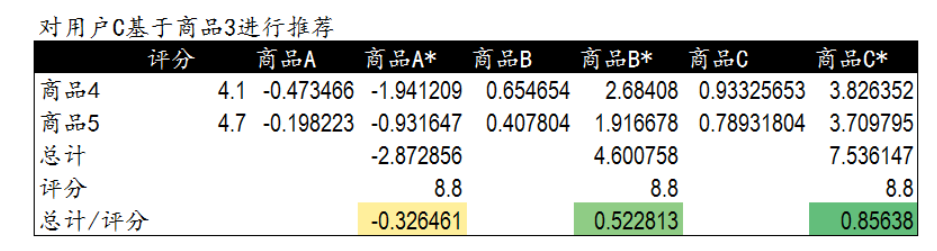 对用户C基于商品3进行推荐
评分 商品A 商品A* 商品B 商品B* 商品C 商品C*
商品4 4.1 -0.473466 -1.941209 0.654654 2.68408 0.93325653 3.826352
商品5 4.7 -0.198223 -0.931647 0.407804 1.916678 0.78931804 3.709795
总计 -2.872856 4.600758 7.536147
评分 8.8 8.8 8.8
总计/评分 -0.326461 0.522813 0.85638